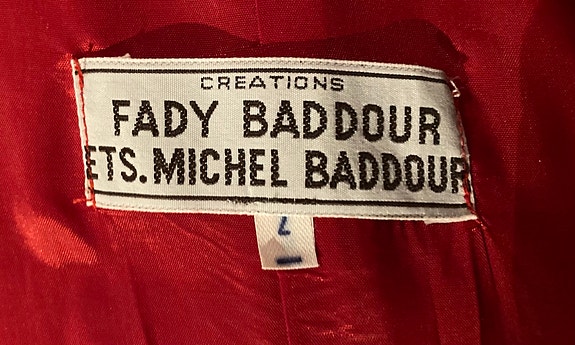 CREATIONS
FADY BADDOUR
ETS. MICHEL BADDOUR